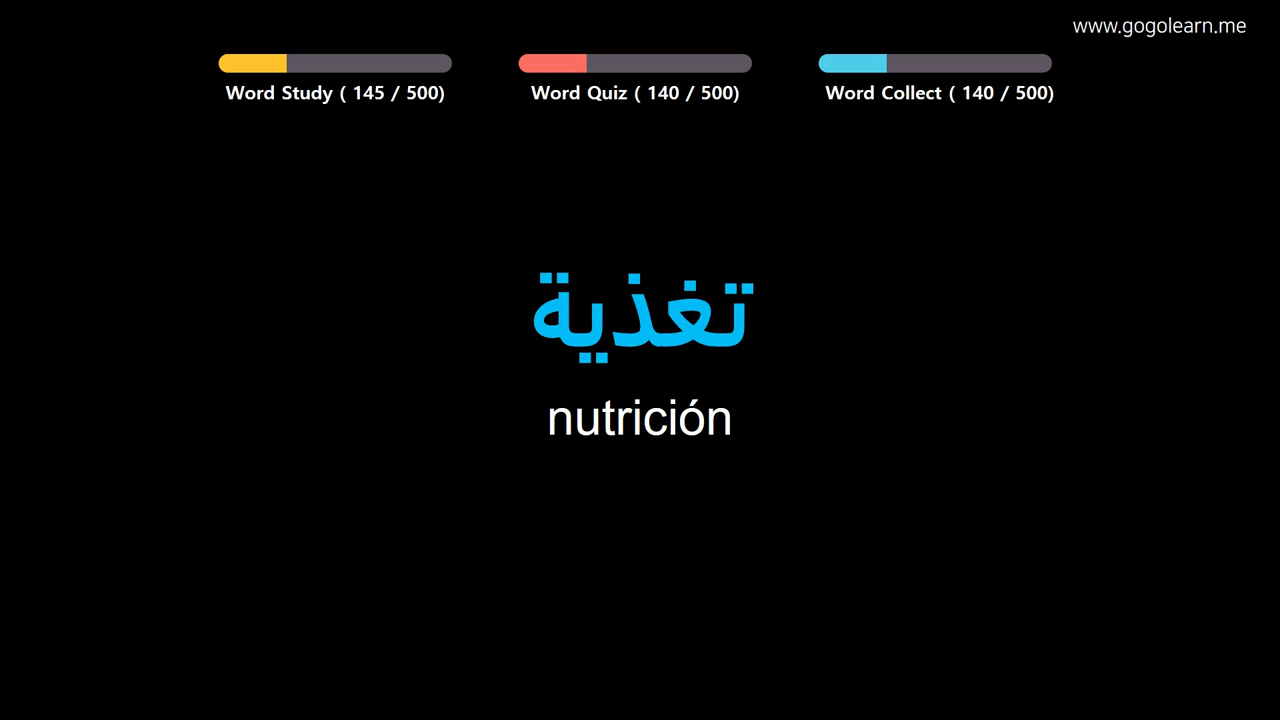 www.gogolearn.me
Word Study ( 145 / 500)
Word Quiz ( 140 / 500)
Word Collect ( 140 / 500)
تغذية
nutrición